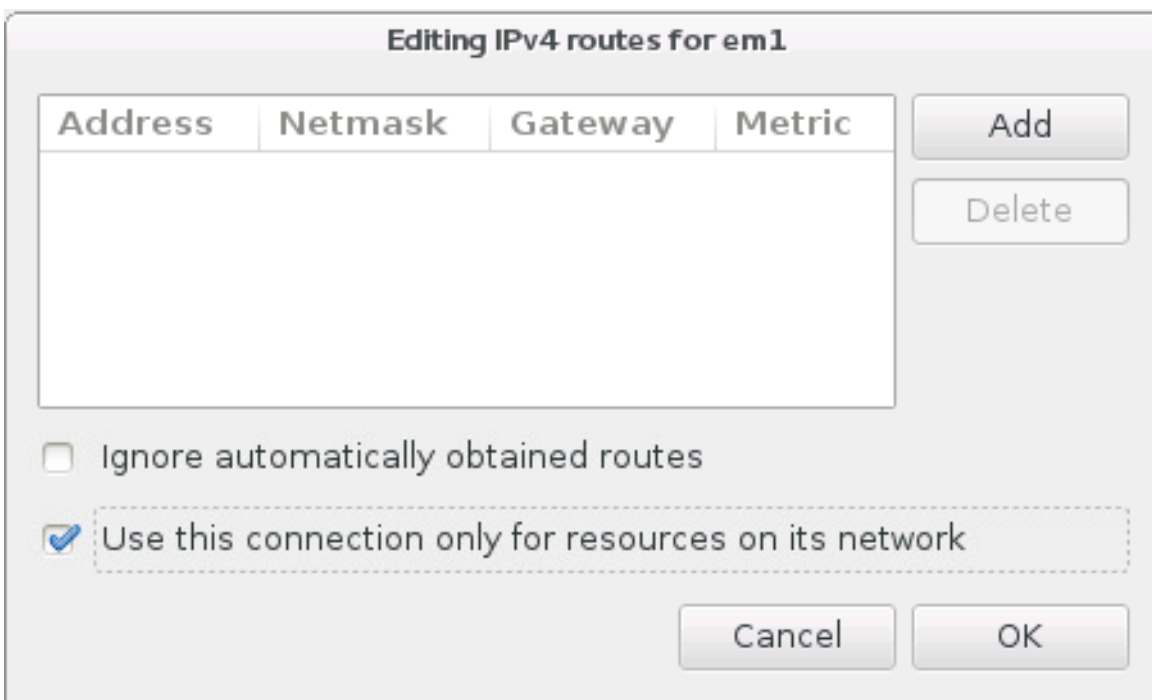 Editing IPv4 routes for em1
Address Netmask Gateway Metric
Add
Delete
Ignore automatically obtained routes
Use this connection only for resources on its network
Cancel OK